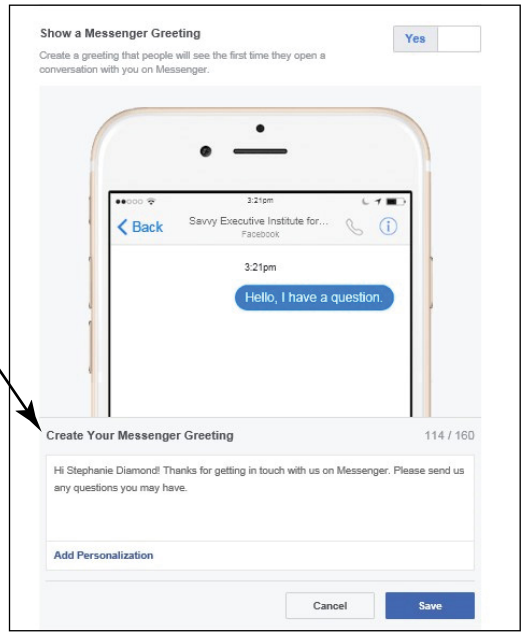 Show a Messenger Greeting
Yes
Create a greeting that people will see the first time they open a
conversation with you on Messenger.
3:21pm
Back
Savvy Executive Institute for...
Facebook
3:21pm
Hello, I have a question.
Create Your Messenger Greeting
114 / 160
Hi Stephanie Diamond! Thanks for getting in touch with us on Messenger. Please send us
any questions you may have.
Add Personalization
Cancel
Save